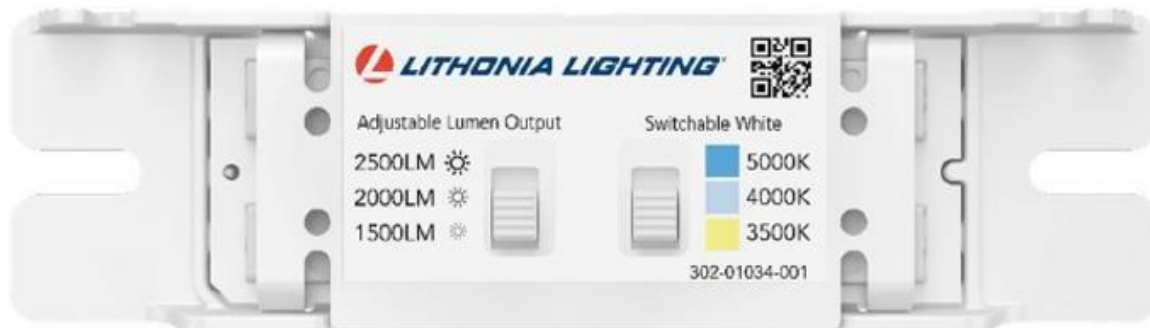 LITHONIA LIGHTING
Adjustable Lumen Output
2500LM
2000LM
1500LM
Switchable White
5000K
4000K
3500K
302-01034-001